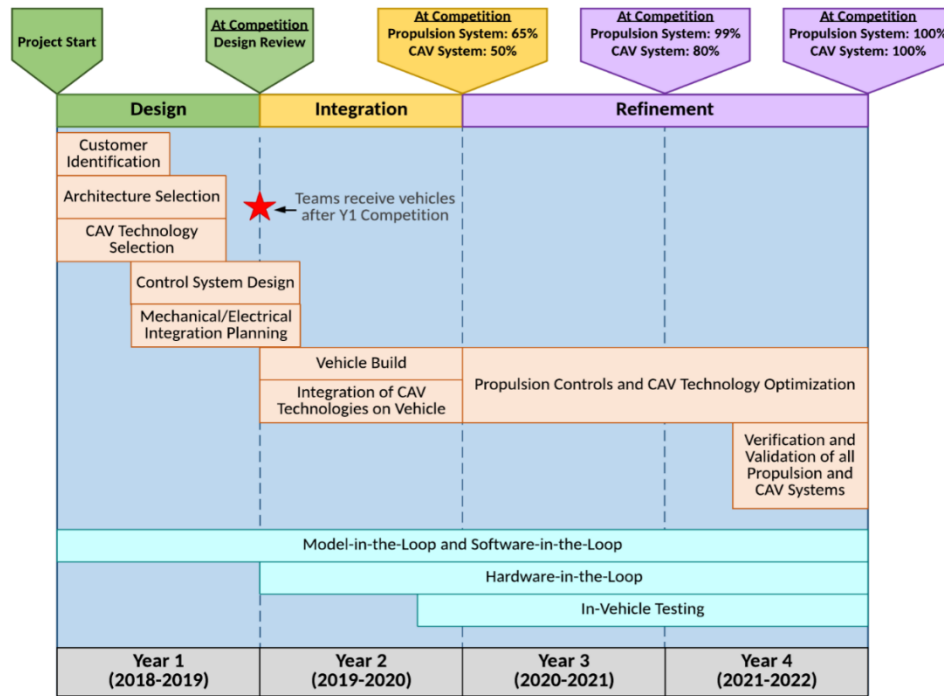 Project Start
At Competition
Design Review
At Competition
Propulsion System: 65%
CAV System: 50%
At Competition
Propulsion System: 99%
CAV System: 80%
At Competition
Propulsion System: 100%
CAV System: 100%
Design
Integration
Refinement
Customer
Identification
Architecture Selection
Teams receive vehicles
after Y1 Competition
CAV Technology
Selection
Control System Design
Mechanical/Electrical
Integration Planning
Vehicle Build
Integration of CAV
Technologies on Vehicle
Propulsion Controls and CAV Technology Optimization
Verification and
Validation of all
Propulsion and
CAV Systems
Model-in-the-Loop and Software-in-the-Loop
Hardware-in-the-Loop
In-Vehicle Testing
Year 1
(2018-2019)
Year 2
(2019-2020)
Year 3
(2020-2021)
Year 4
(2021-2022)